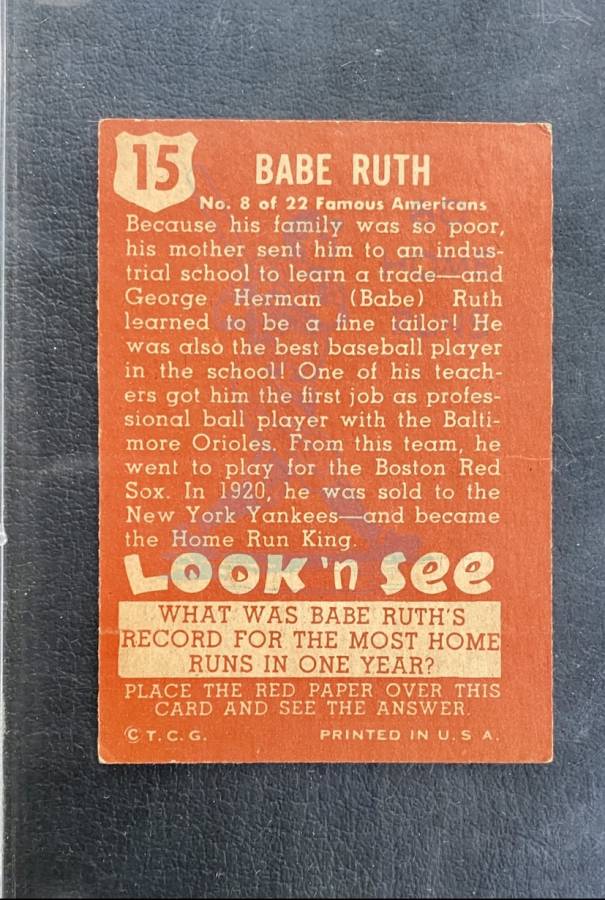 15
BABE RUTH
No. 8 of 22 Famous Americans
Because his family was so poor,
his mother sent him to an indus-
trial school to learn a trade—and
George Herman (Babe) Ruth
learned to be a fine tailor! He
was also the best baseball player
in the school! One of his teach-
ers got him the first job as profes-
sional ball player with the Balti-
more Orioles. From this team, he
went to play for the Boston Red
Sox. In 1920, he was sold to the
New York Yankees—and became
the Home Run King.
LOOK 'n See
WHAT WAS BABE RUTH'S
RECORD FOR THE MOST HOME
RUNS IN ONE YEAR?
PLACE THE RED PAPER OVER THIS
CARD AND SEE THE ANSWER.
© T. C. G. PRINTED IN U. S A.